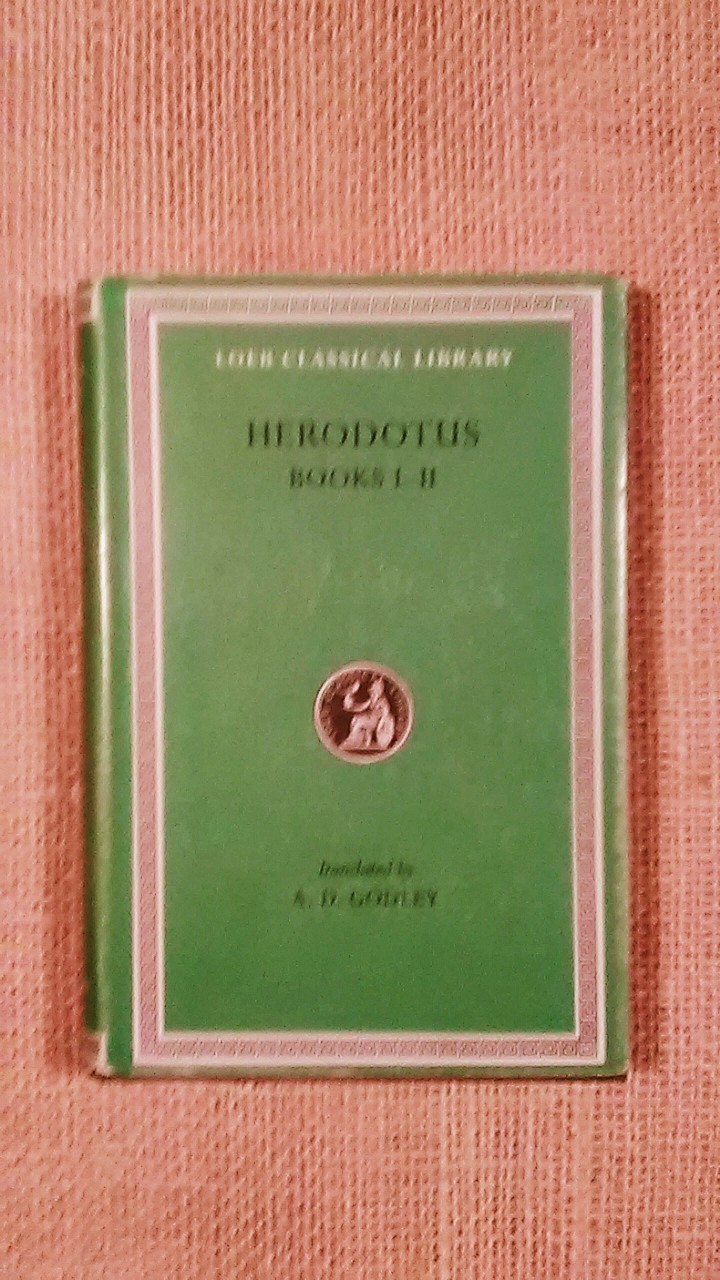 LOEB CLASSICAL LIBRARY
HERODOTUS
BOOKS I-II
Translated by
A. D. GODLEY